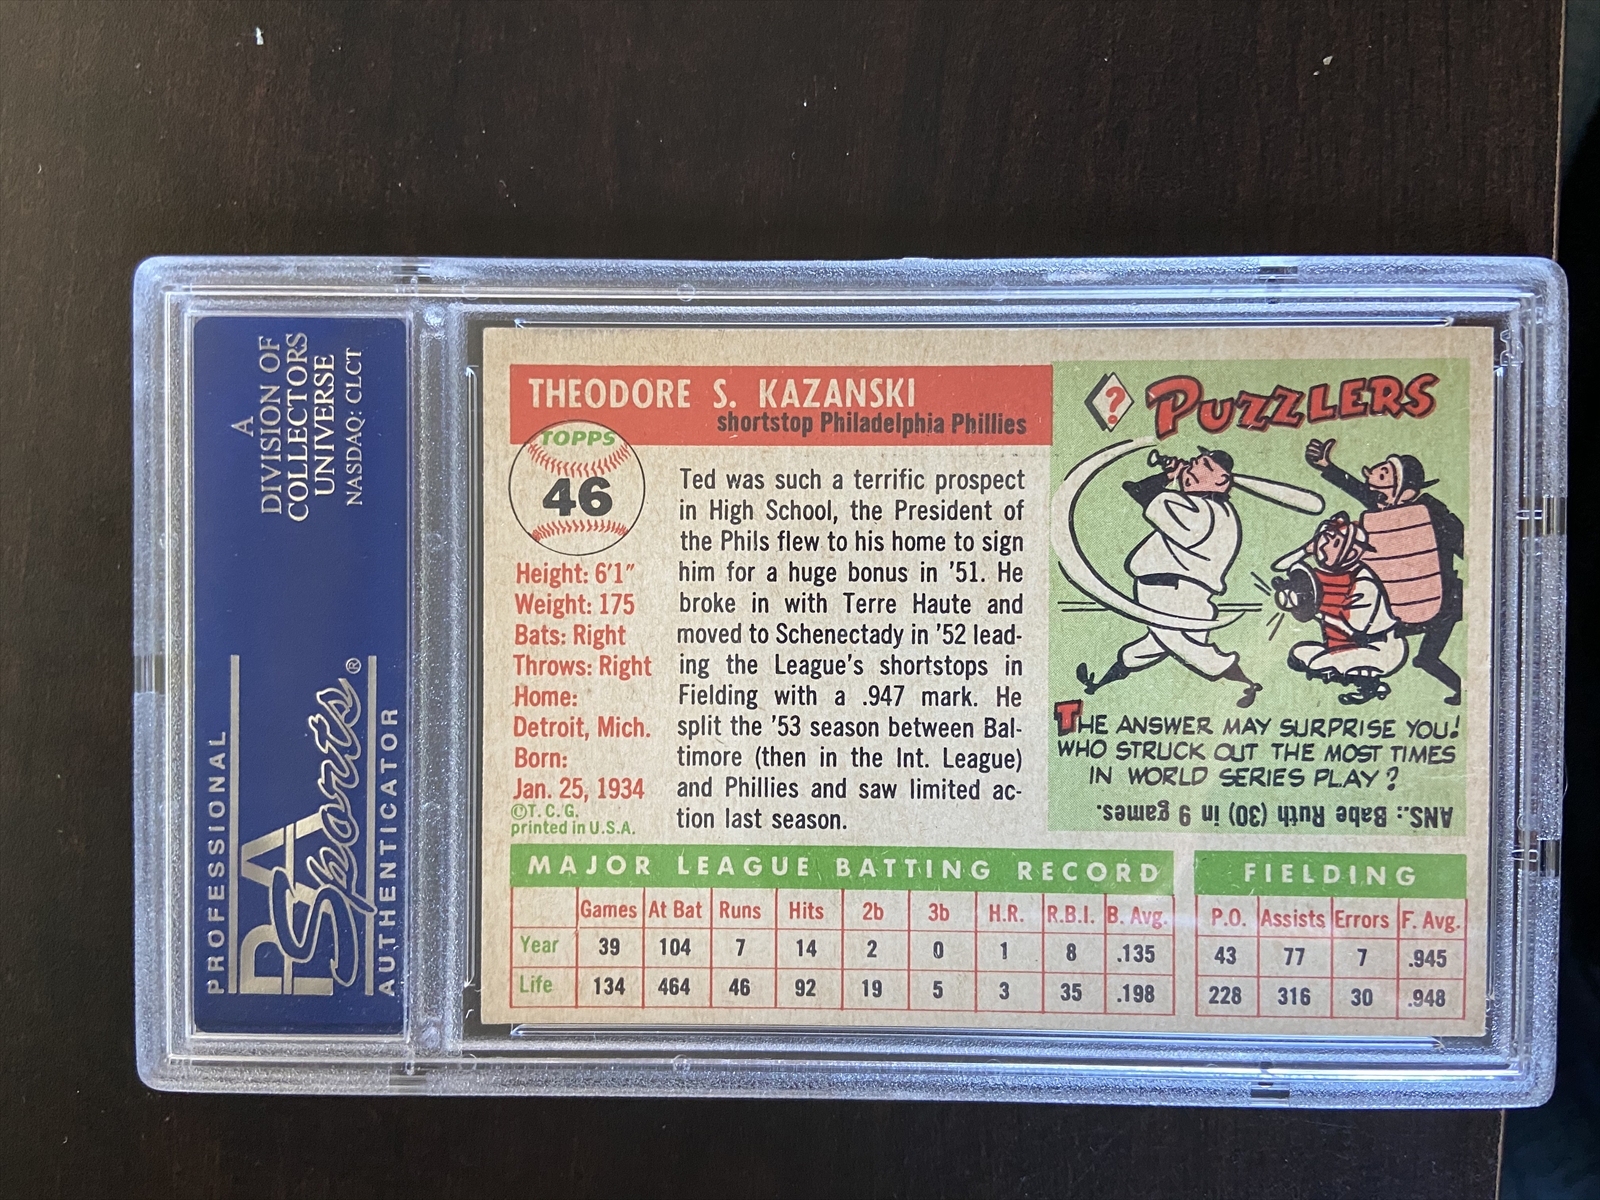 A
DIVISION OF
COLLECTORS
UNIVERSE
NASDAQ: CLCT
PROFESSIONAL
PSA
Sports®
AUTHENTICATOR
THEODORE S. KAZANSKI
shortstop Philadelphia Phillies
TOPPS
46
Height: 6'1"
Weight: 175
Bats: Right
Throws: Right
Home:
Detroit, Mich.
Born:
Jan. 25, 1934
©T. C. G.
printed in U.S.A.
Ted was such a terrific prospect
in High School, the President of
the Phils flew to his home to sign
him for a huge bonus in '51. He
broke in with Terre Haute and
moved to Schenectady in '52 lead-
ing the League's shortstops in
Fielding with a .947 mark. He
split the '53 season between Bal-
timore (then in the Int. League)
and Phillies and saw limited ac-
tion last season.
? PUZZLERS
THE ANSWER MAY SURPRISE YOU!
WHO STRUCK OUT THE MOST TIMES
IN WORLD SERIES PLAY?
ANS.: Babe Ruth (30) in 9 games.
MAJOR LEAGUE BATTING RECORD
Games At Bat Runs Hits 2b 3b H.R. R.B.I. B. Avg.
Year 39 104 7 14 2 0 1 8 .135
Life 134 464 46 92 19 5 3 35 .198
FIELDING
P.O. Assists Errors F. Avg.
43 77 7 .945
228 316 30 .948